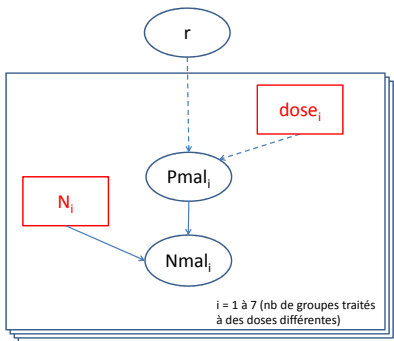 r
dose_i
Pmal_i
N_i
Nmal_i
i = 1 à 7 (nb de groupes traités
à des doses différentes)